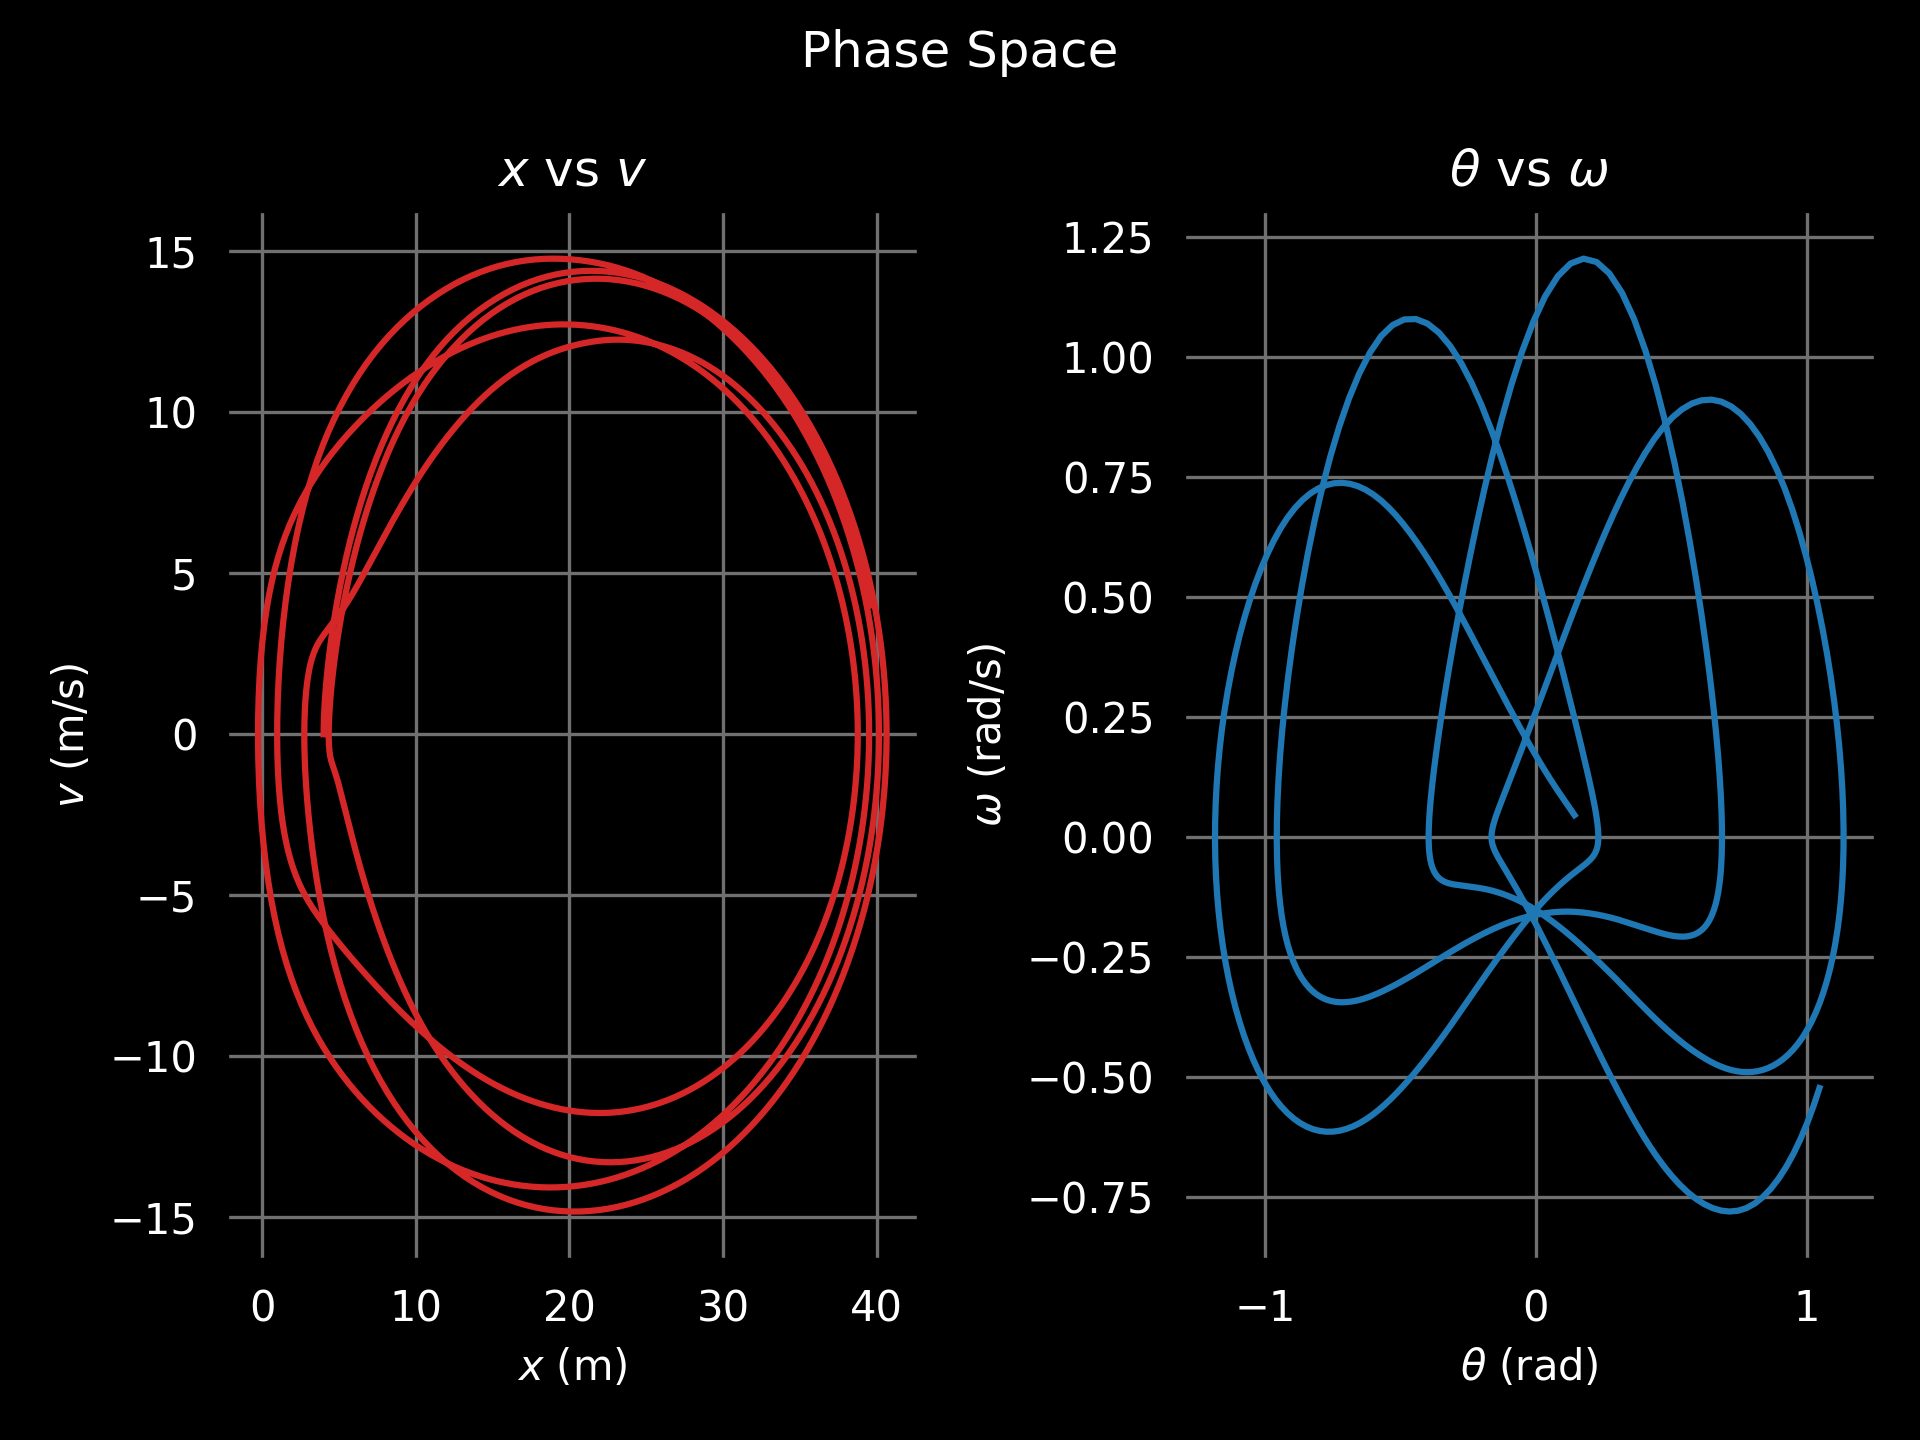 Phase Space
x vs v
15
10
5
0
−5
−10
−15
v (m/s)
0 10 20 30 40
x (m)
θ vs ω
1.25
1.00
0.75
0.50
0.25
0.00
−0.25
−0.50
−0.75
ω (rad/s)
−1 0 1
θ (rad)